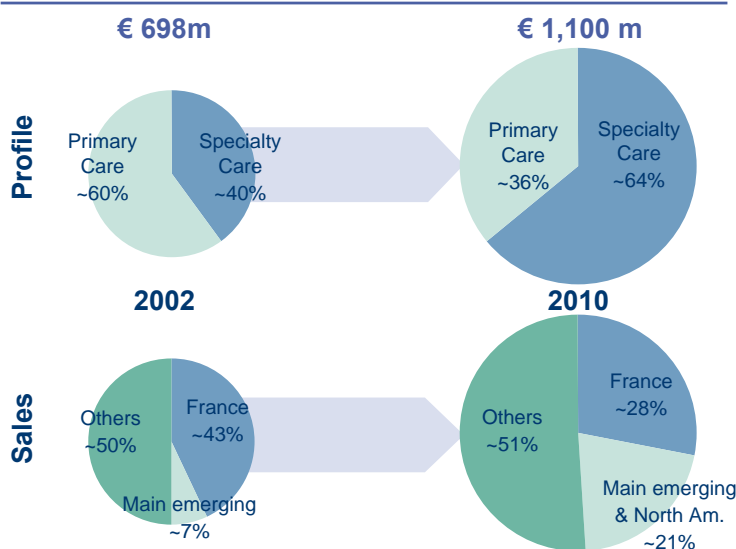 € 698m
€ 1,100 m
Profile
Primary
Care
~60%
Specialty
Care
~40%
Primary
Care
~36%
Specialty
Care
~64%
2002
2010
Sales
Others
~50%
France
~43%
Main emerging
~7%
Others
~51%
France
~28%
Main emerging
& North Am.
~21%